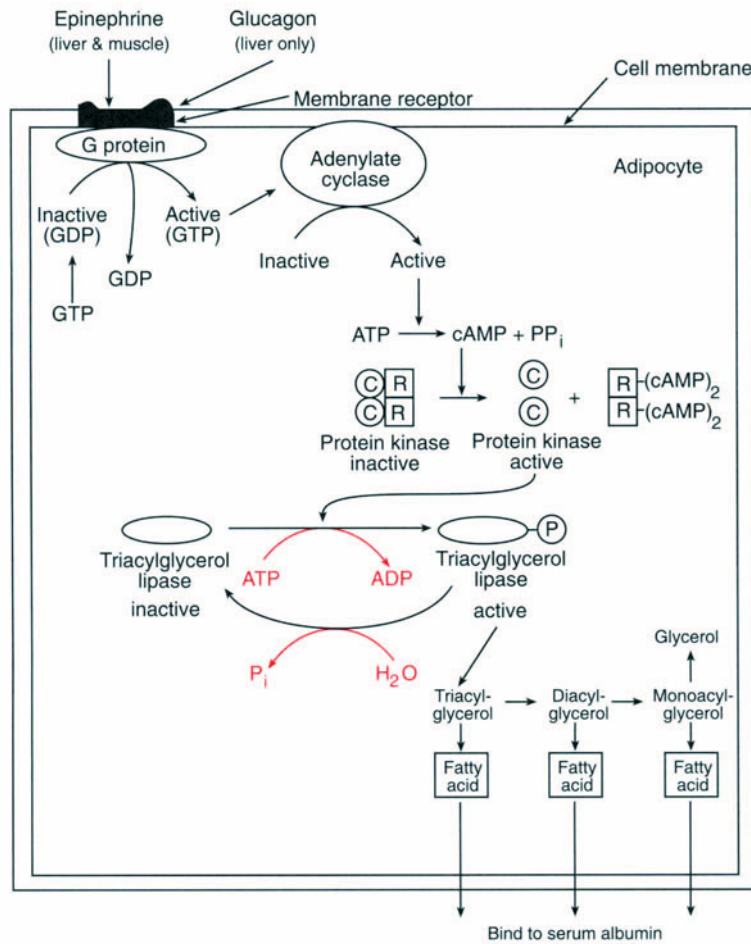 Epinephrine
(liver & muscle)
Glucagon
(liver only)
Cell membrane
Membrane receptor
G protein
Adenylate
cyclase
Adipocyte
Inactive
(GDP)
Active
(GTP)
GDP
GTP
Inactive
Active
ATP
cAMP + PPi
C R
C R
C
C
+
R -(cAMP)2
R -(cAMP)2
Protein kinase
inactive
Protein kinase
active
P
Triacylglycerol
lipase
inactive
ATP
ADP
Triacylglycerol
lipase
active
Pi
H2O
Glycerol
Triacyl-
glycerol
Diacyl-
glycerol
Monoacyl-
glycerol
Fatty
acid
Fatty
acid
Fatty
acid
Bind to serum albumin